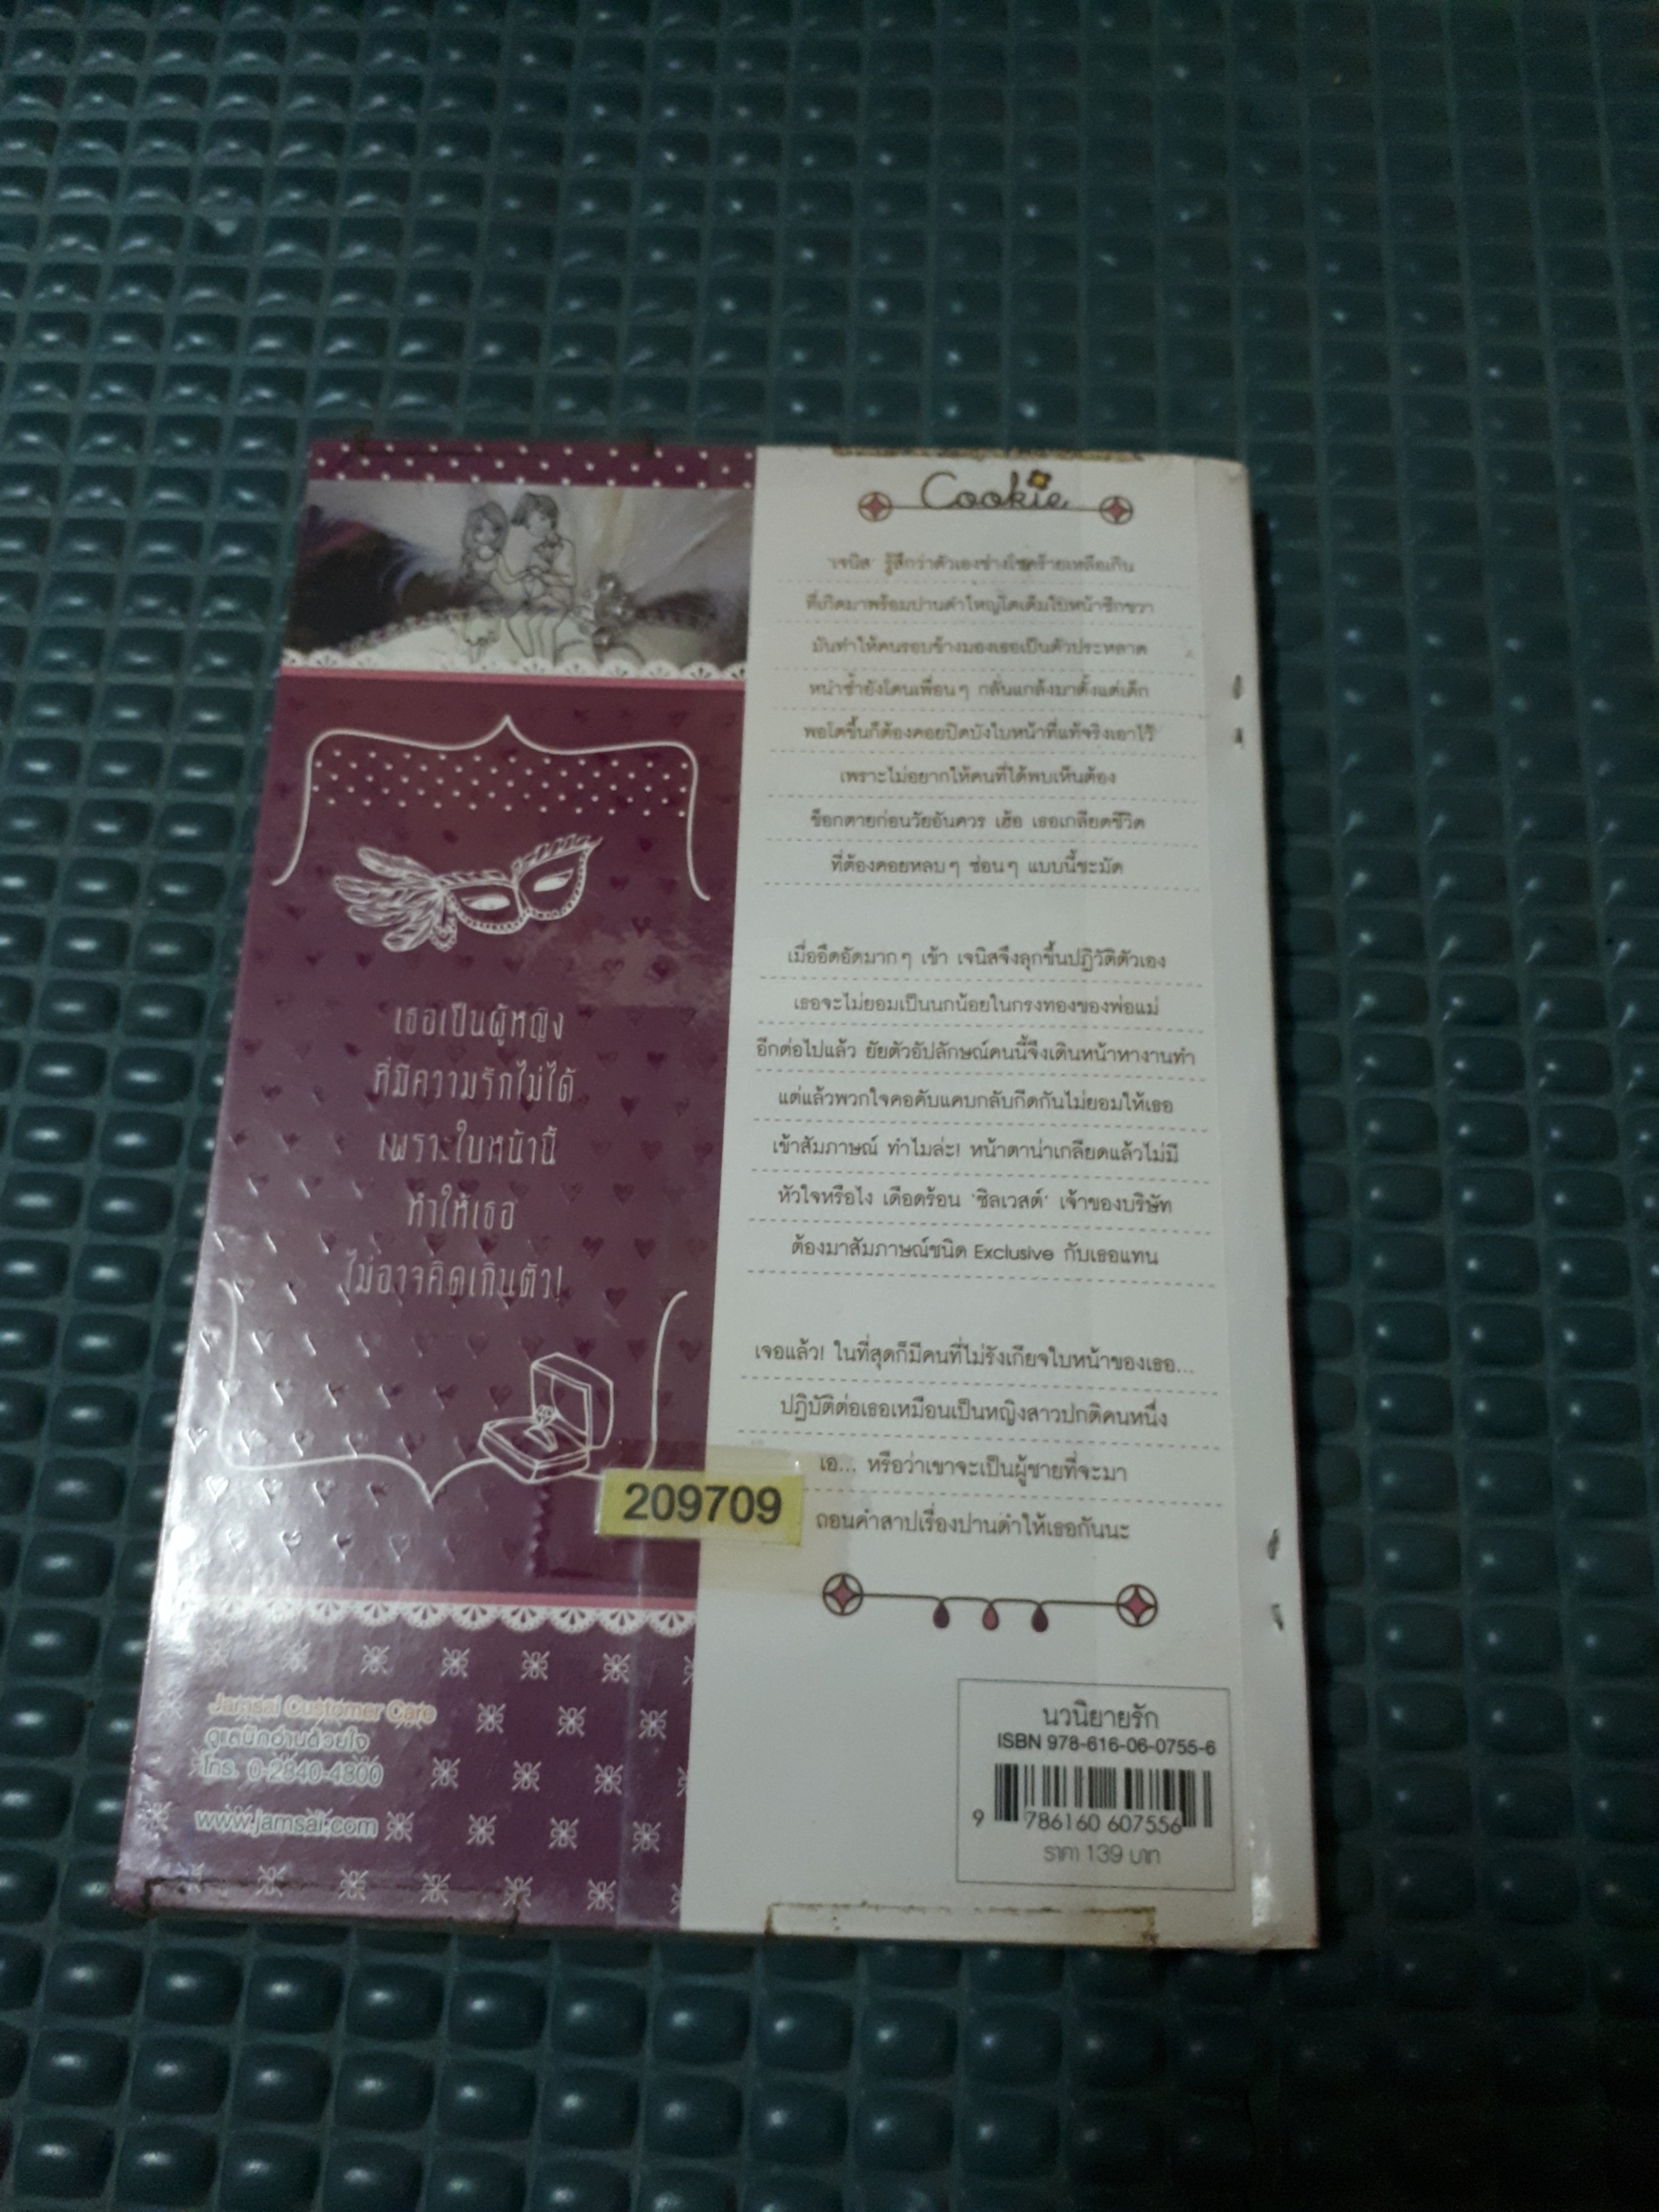 Cookie
'เจนิส' รู้สึกว่าตัวเองช่างโชคร้ายเหลือเกิน
ที่เกิดมาพร้อมปานดำใหญ่โตเต็มใบหน้าซีกขวา
มันทำให้คนรอบข้างมองเธอเป็นตัวประหลาด
หนำซ้ำยังโดนเพื่อนๆ กลั่นแกล้งมาตั้งแต่เด็ก
พอโตขึ้นก็ต้องคอยปิดบังใบหน้าที่แท้จริงเอาไว้
เพราะไม่อยากให้คนที่ได้พบเห็นต้อง
ช็อกตายก่อนวัยอันควร เฮ้อ เธอเกลียดชีวิต
ที่ต้องคอยหลบๆ ซ่อนๆ แบบนี้ชะมัด
เมื่ออึดอัดมากๆ เข้า เจนิสจึงลุกขึ้นปฏิวัติตัวเอง
เธอจะไม่ยอมเป็นนกน้อยในกรงทองของพ่อแม่
อีกต่อไปแล้ว ยัยตัวอัปลักษณ์คนนี้จึงเดินหน้าหางานทำ
แต่แล้วพวกใจคอคับแคบกลับกีดกันไม่ยอมให้เธอ
เข้าสัมภาษณ์ ทำไมล่ะ! หน้าตาน่าเกลียดแล้วไม่มี
หัวใจหรือไง เดือดร้อน 'ซิลเวสต์' เจ้าของบริษัท
ต้องมาสัมภาษณ์ชนิด Exclusive กับเธอแทน
เจอแล้ว! ในที่สุดก็มีคนที่ไม่รังเกียจใบหน้าของเธอ...
ปฏิบัติต่อเธอเหมือนเป็นหญิงสาวปกติคนหนึ่ง
เอ... หรือว่าเขาจะเป็นผู้ชายที่จะมา
ถอนคำสาปเรื่องปานดำให้เธอกันนะ
เธอเป็นผู้หญิง
ที่มีความรักไม่ได้
เพราะใบหน้านี้
ทำให้เธอ
ไม่อาจคิดเกินตัว!
209709
Jamsai Customer Care
ดูแลนักอ่านด้วยใจ
โทร. 0-2840-4800
www.jamsai.com
นวนิยายรัก
ISBN 978-616-06-0755-6
9 786160 607556
ราคา 139 บาท